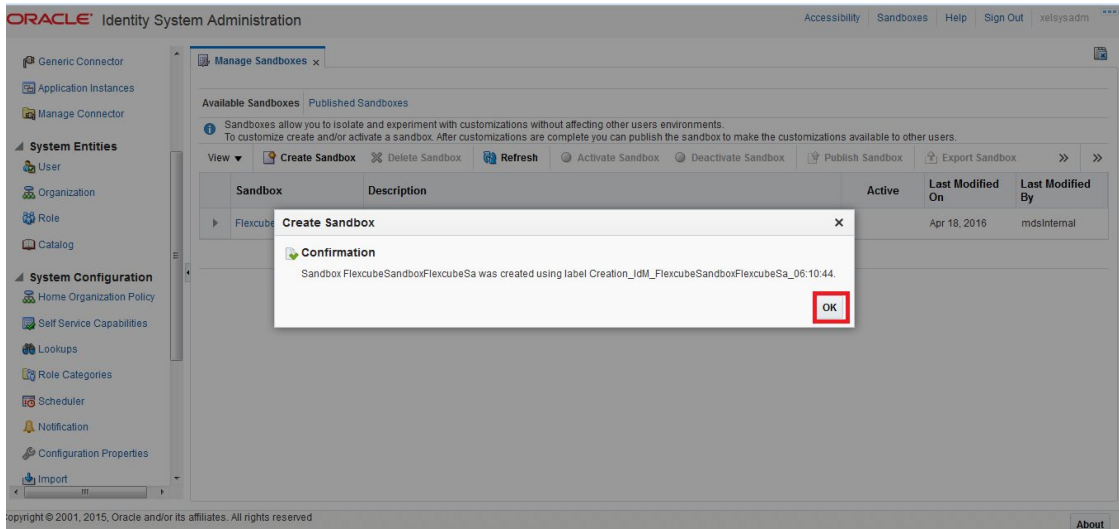 ORACLE® Identity System Administration
Accessibility Sandboxes Help Sign Out xelsysadm
Generic Connector
Application Instances
Manage Connector
System Entities
User
Organization
Role
Catalog
System Configuration
Home Organization Policy
Self Service Capabilities
Lookups
Role Categories
Scheduler
Notification
Configuration Properties
Import
Manage Sandboxes x
Available Sandboxes Published Sandboxes
Sandboxes allow you to isolate and experiment with customizations without affecting other users environments.
To customize create and/or activate a sandbox. After customizations are complete you can publish the sandbox to make the customizations available to other users.
View Create Sandbox Delete Sandbox Refresh Activate Sandbox Deactivate Sandbox Publish Sandbox Export Sandbox
Sandbox Description Active Last Modified On Last Modified By
Flexcube Apr 18, 2016 mdsInternal
Create Sandbox
Confirmation
Sandbox FlexcubeSandboxFlexcubeSa was created using label Creation_IdM_FlexcubeSandboxFlexcubeSa_06:10:44.
OK
opyright © 2001, 2015, Oracle and/or its affiliates. All rights reserved
About